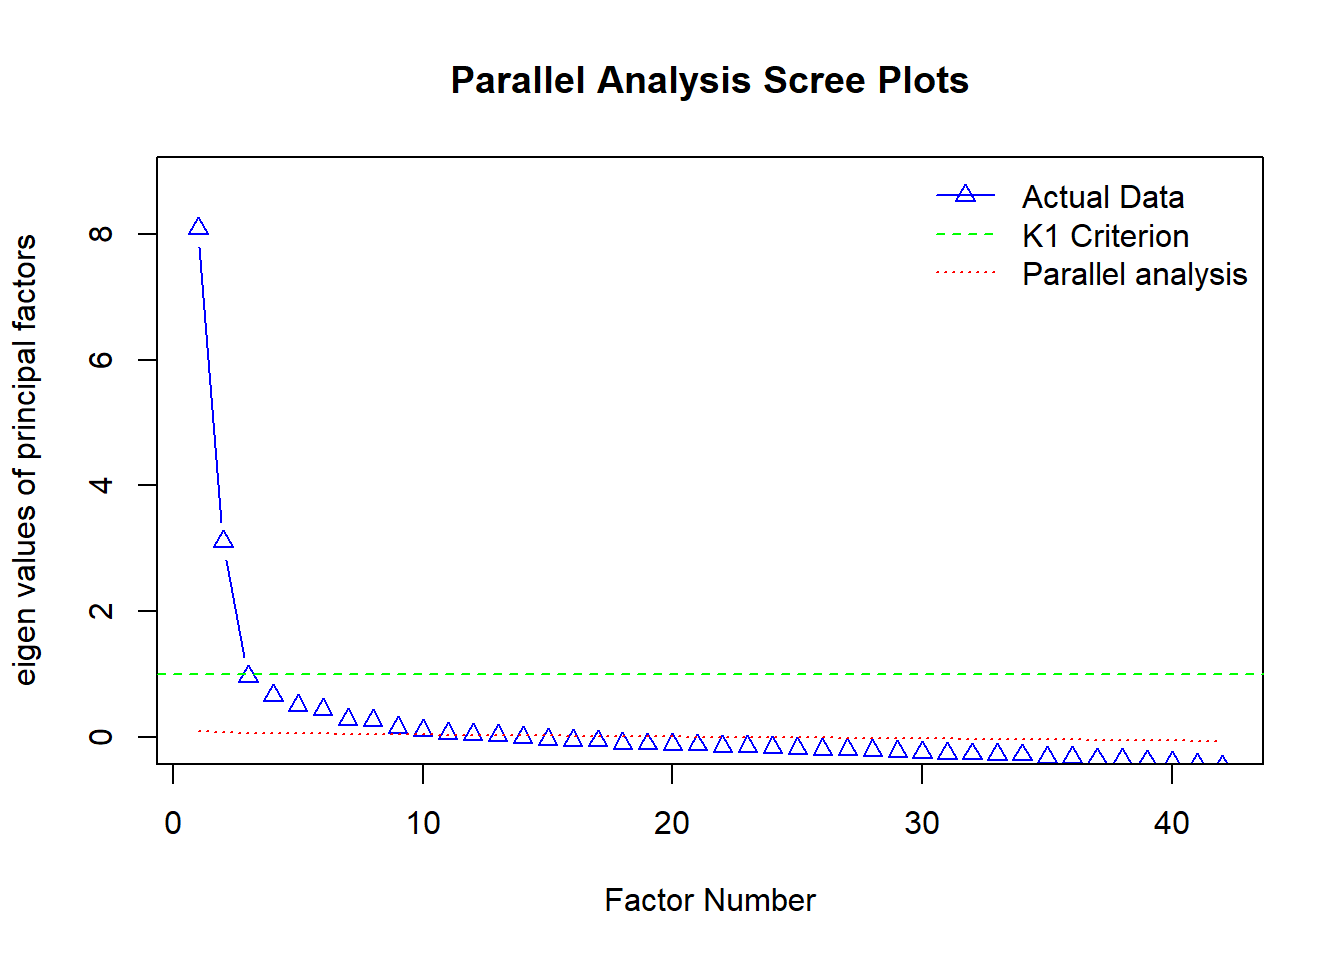 Parallel Analysis Scree Plots
Actual Data
K1 Criterion
Parallel analysis
eigen values of principal factors
8
6
4
2
0
0 10 20 30 40
Factor Number